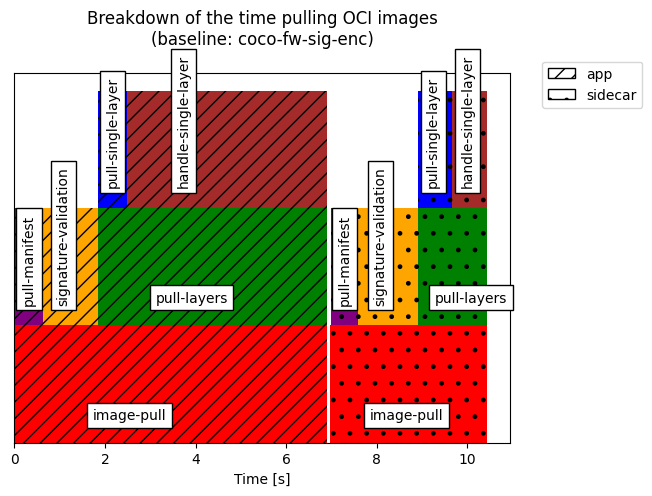 Breakdown of the time pulling OCI images
(baseline: coco-fw-sig-enc)
app
sidecar
pull-single-layer
handle-single-layer
pull-single-layer
handle-single-layer
pull-manifest
signature-validation
pull-layers
pull-manifest
signature-validation
pull-layers
image-pull
image-pull
0 2 4 6 8 10
Time [s]